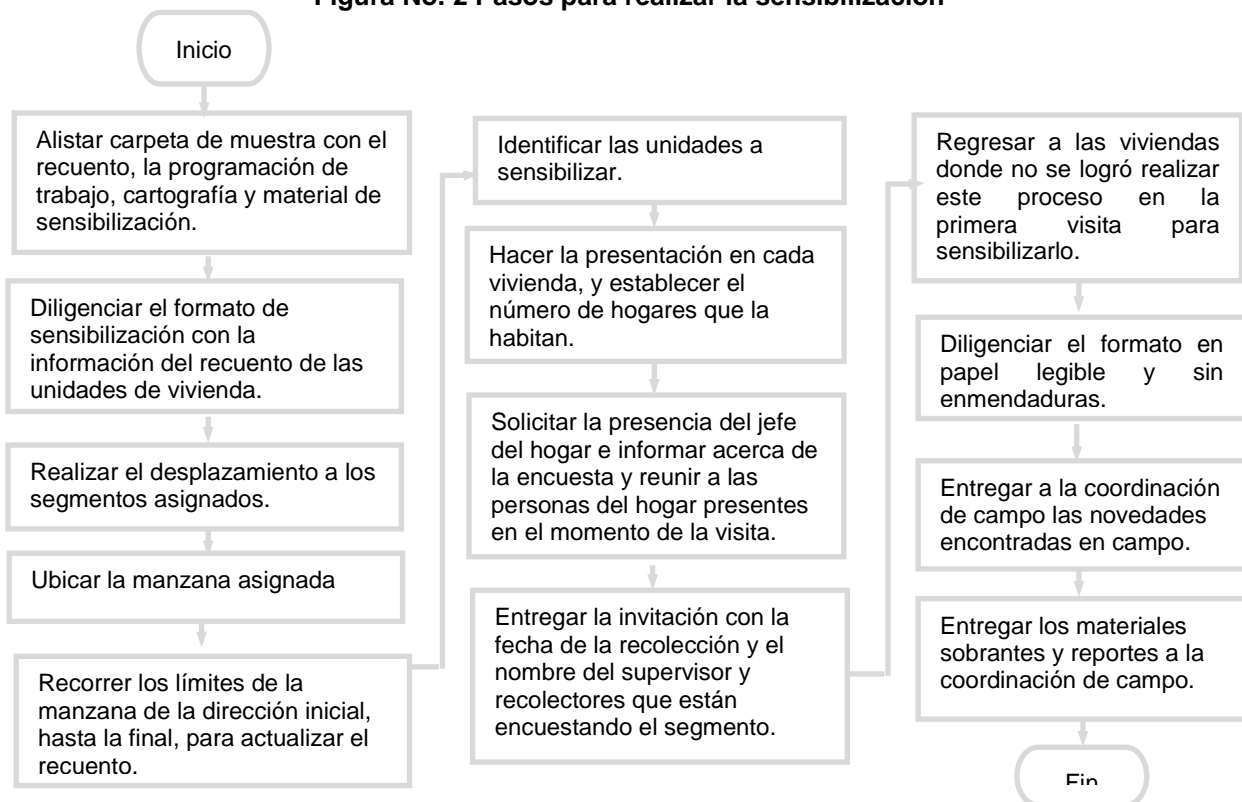 Figura No. 2 Pasos para realizar la sensibilización
Inicio
Alistar carpeta de muestra con el
recuento, la programación de
trabajo, cartografía y material de
sensibilización.
Diligenciar el formato de
sensibilización con la
información del recuento de las
unidades de vivienda.
Realizar el desplazamiento a los
segmentos asignados.
Ubicar la manzana asignada
Recorrer los límites de la
manzana de la dirección inicial,
hasta la final, para actualizar el
recuento.
Identificar las unidades a
sensibilizar.
Hacer la presentación en cada
vivienda, y establecer el
número de hogares que la
habitan.
Solicitar la presencia del jefe
del hogar e informar acerca de
la encuesta y reunir a las
personas del hogar presentes
en el momento de la visita.
Entregar la invitación con la
fecha de la recolección y el
nombre del supervisor y
recolectores que están
encuestando el segmento.
Regresar a las viviendas
donde no se logró realizar
este proceso en la
primera visita para
sensibilizarlo.
Diligenciar el formato en
papel legible y sin
enmendaduras.
Entregar a la coordinación
de campo las novedades
encontradas en campo.
Entregar los materiales
sobrantes y reportes a la
coordinación de campo.
Fin